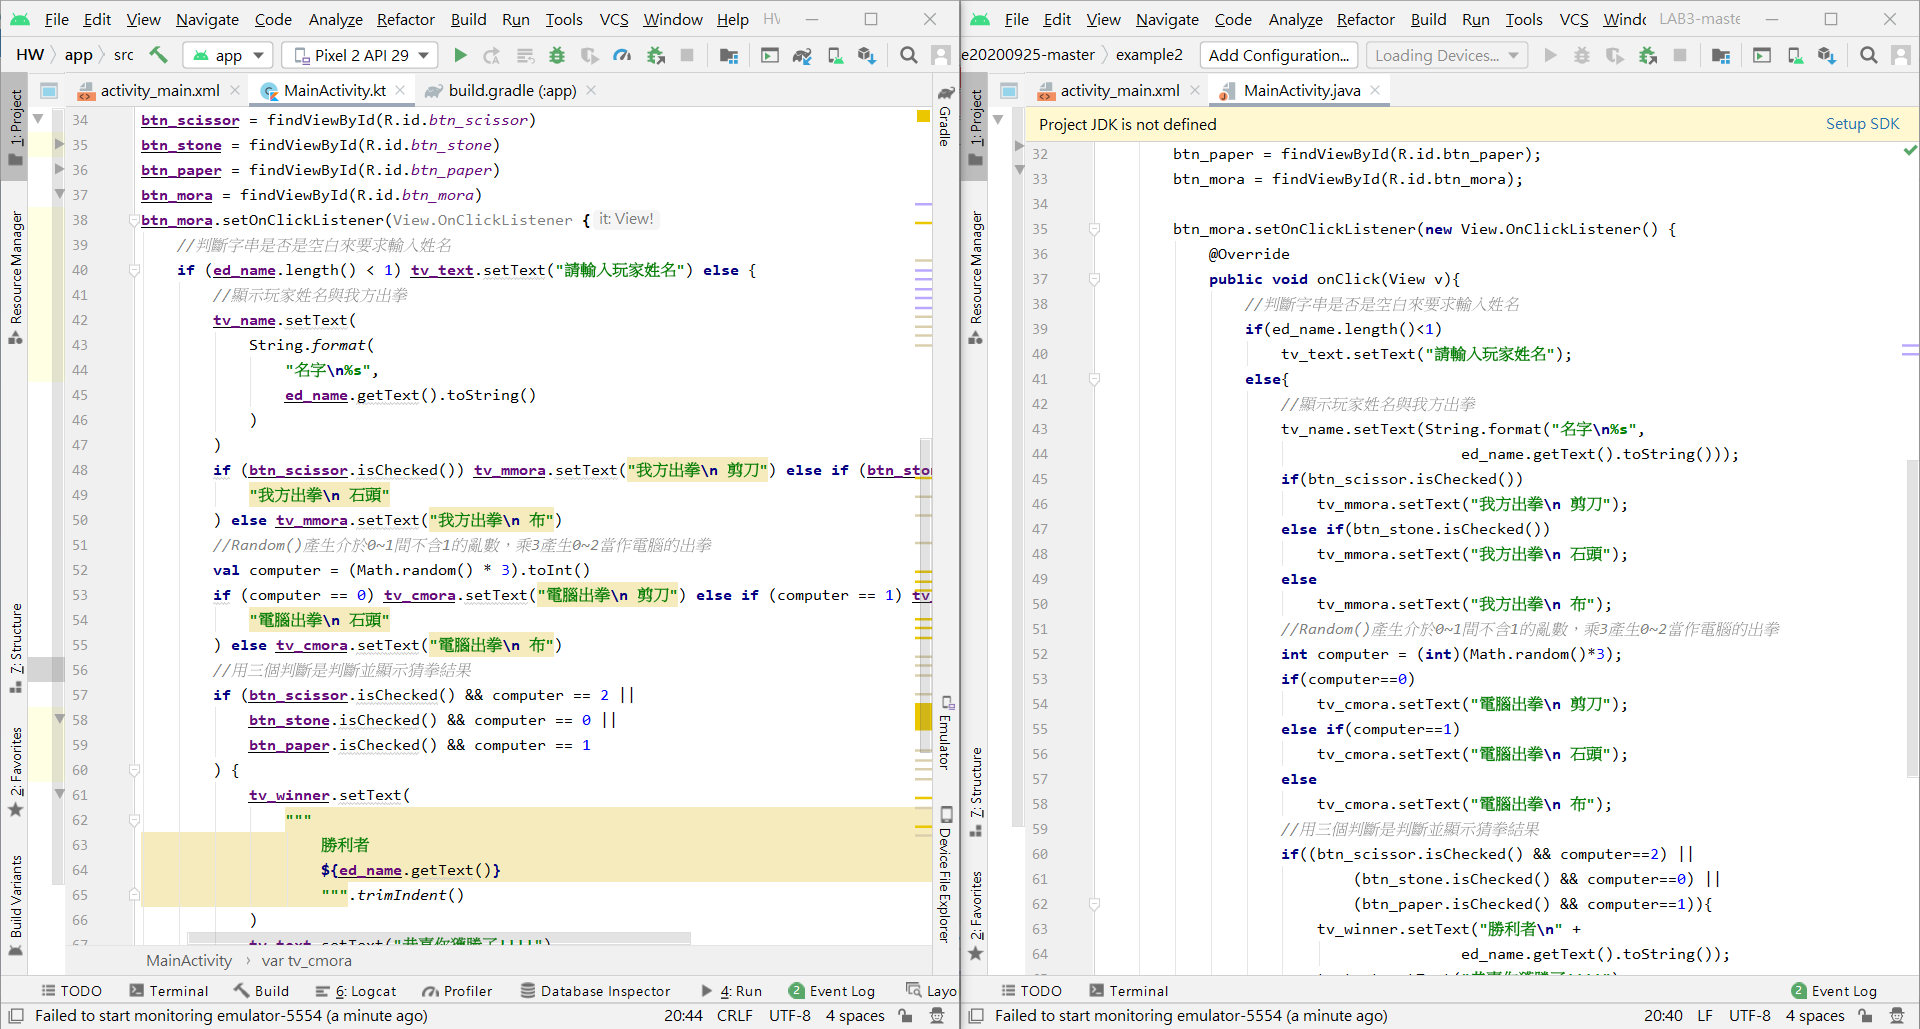 File Edit View Navigate Code Analyze Refactor Build Run Tools VCS Window Help HW
HW app src app Pixel 2 API 29
activity_main.xml MainActivity.kt build.gradle (:app)
1: Project
Resource Manager
7: Structure
2: Favorites
Build Variants
34 btn_scissor = findViewById(R.id.btn_scissor)
35 btn_stone = findViewById(R.id.btn_stone)
36 btn_paper = findViewById(R.id.btn_paper)
37 btn_mora = findViewById(R.id.btn_mora)
38 btn_mora.setOnClickListener(View.OnClickListener { it: View!
39 //判斷字串是否是空白來要求輸入姓名
40 if (ed_name.length() < 1) tv_text.setText("請輸入玩家姓名") else {
41 //顯示玩家姓名與我方出拳
42 tv_name.setText(
43 String.format(
44 "名字\n%s",
45 ed_name.getText().toString()
46 )
47 )
48 if (btn_scissor.isChecked()) tv_mmora.setText("我方出拳\n 剪刀") else if (btn_sto
49 "我方出拳\n 石頭"
50 ) else tv_mmora.setText("我方出拳\n 布")
51 //Random()產生介於0~1間不含1的亂數，乘3產生0~2當作電腦的出拳
52 val computer = (Math.random() * 3).toInt()
53 if (computer == 0) tv_cmora.setText("電腦出拳\n 剪刀") else if (computer == 1) tv_
54 "電腦出拳\n 石頭"
55 ) else tv_cmora.setText("電腦出拳\n 布")
56 //用三個判斷是判斷並顯示猜拳結果
57 if (btn_scissor.isChecked() && computer == 2 ||
58 btn_stone.isChecked() && computer == 0 ||
59 btn_paper.isChecked() && computer == 1
60 ) {
61 tv_winner.setText(
62 """
63 勝利者
64 ${ed_name.getText()}
65 """.trimIndent()
66 )
67 tv_text.setText("恭喜你獲勝了!!!!")
Gradle
Emulator
Device File Explorer
MainActivity var tv_cmora
TODO Terminal Build 6: Logcat Profiler Database Inspector 4: Run 2 Event Log Layo
Failed to start monitoring emulator-5554 (a minute ago) 20:44 CRLF UTF-8 4 spaces
File Edit View Navigate Code Analyze Refactor Build Run Tools VCS Windo LAB3-maste
e20200925-master example2 Add Configuration... Loading Devices...
activity_main.xml MainActivity.java
Project JDK is not defined Setup SDK
1: Project
Resource Manager
7: Structure
2: Favorites
32 btn_paper = findViewById(R.id.btn_paper);
33 btn_mora = findViewById(R.id.btn_mora);
34
35 btn_mora.setOnClickListener(new View.OnClickListener() {
36 @Override
37 public void onClick(View v){
38 //判斷字串是否是空白來要求輸入姓名
39 if(ed_name.length()<1)
40 tv_text.setText("請輸入玩家姓名");
41 else{
42 //顯示玩家姓名與我方出拳
43 tv_name.setText(String.format("名字\n%s",
44 ed_name.getText().toString()));
45 if(btn_scissor.isChecked())
46 tv_mmora.setText("我方出拳\n 剪刀");
47 else if(btn_stone.isChecked())
48 tv_mmora.setText("我方出拳\n 石頭");
49 else
50 tv_mmora.setText("我方出拳\n 布");
51 //Random()產生介於0~1間不含1的亂數，乘3產生0~2當作電腦的出拳
52 int computer = (int)(Math.random()*3);
53 if(computer==0)
54 tv_cmora.setText("電腦出拳\n 剪刀");
55 else if(computer==1)
56 tv_cmora.setText("電腦出拳\n 石頭");
57 else
58 tv_cmora.setText("電腦出拳\n 布");
59 //用三個判斷是判斷並顯示猜拳結果
60 if((btn_scissor.isChecked() && computer==2) ||
61 (btn_stone.isChecked() && computer==0) ||
62 (btn_paper.isChecked() && computer==1)){
63 tv_winner.setText("勝利者\n" +
64 ed_name.getText().toString());
TODO Terminal 2 Event Log
Failed to start monitoring emulator-5554 (a minute ago) 20:40 LF UTF-8 4 spaces